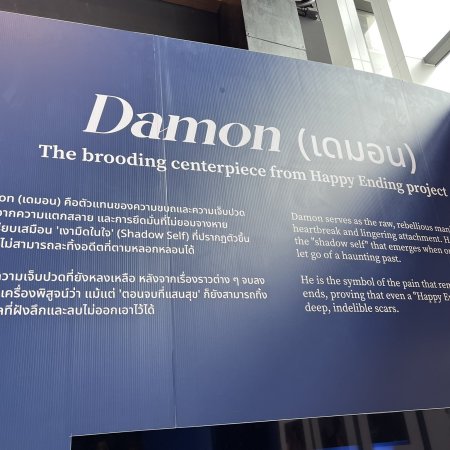 Damon (เดมอน)
The brooding centerpiece from Happy Ending project
on (เดมอน) คือตัวแทนของความขบถและความเจ็บปวด
จากความแตกสลาย และการยึดมั่นที่ไม่ยอมจางหาย
เปรียบเสมือน 'เงามืดในใจ' (Shadow Self) ที่ปรากฏตัวขึ้น
ไม่สามารถละทิ้งอดีตที่ตามหลอกหลอนได้
ความเจ็บปวดที่ยังหลงเหลือ หลังจากเรื่องราวต่าง ๆ จบลง
เครื่องพิสูจน์ว่า แม้แต่ 'ตอนจบที่แสนสุข' ก็ยังสามารถทิ้ง
ที่ฝังลึกและลบไม่ออกเอาไว้ได้
Damon serves as the raw, rebellious
heartbreak and lingering attachment.
the "shadow self" that emerges when
let go of a haunting past.
He is the symbol of the pain that
ends, proving that even a "Happy
deep, indelible scars.